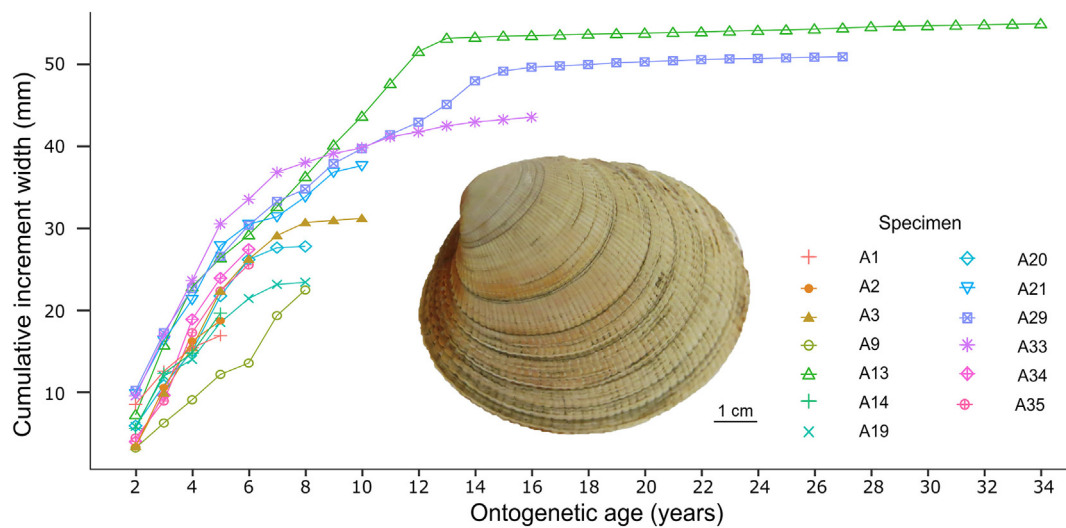 Cumulative increment width (mm)
50
40
30
20
10
2 4 6 8 10 12 14 16 18 20 22 24 26 28 30 32 34
Ontogenetic age (years)
1 cm
Specimen
A1
A2
A3
A9
A13
A14
A19
A20
A21
A29
A33
A34
A35